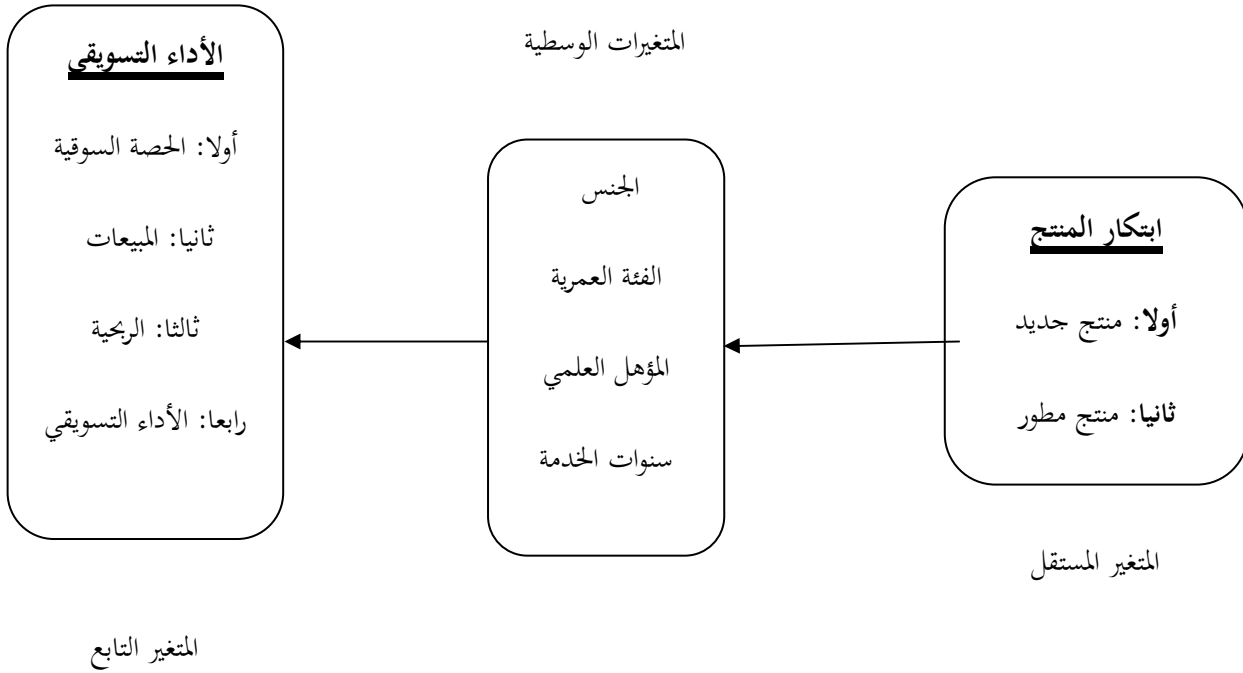 المتغيرات الوسطية
ابتكار المنتج
أولا: منتج جديد
ثانيا: منتج مطور
المتغير المستقل
الجنس
الفئة العمرية
المؤهل العلمي
سنوات الخدمة
الأداء التسويقي
أولا: الحصة السوقية
ثانيا: المبيعات
ثالثا: الربحية
رابعا: الأداء التسويقي
المتغير التابع